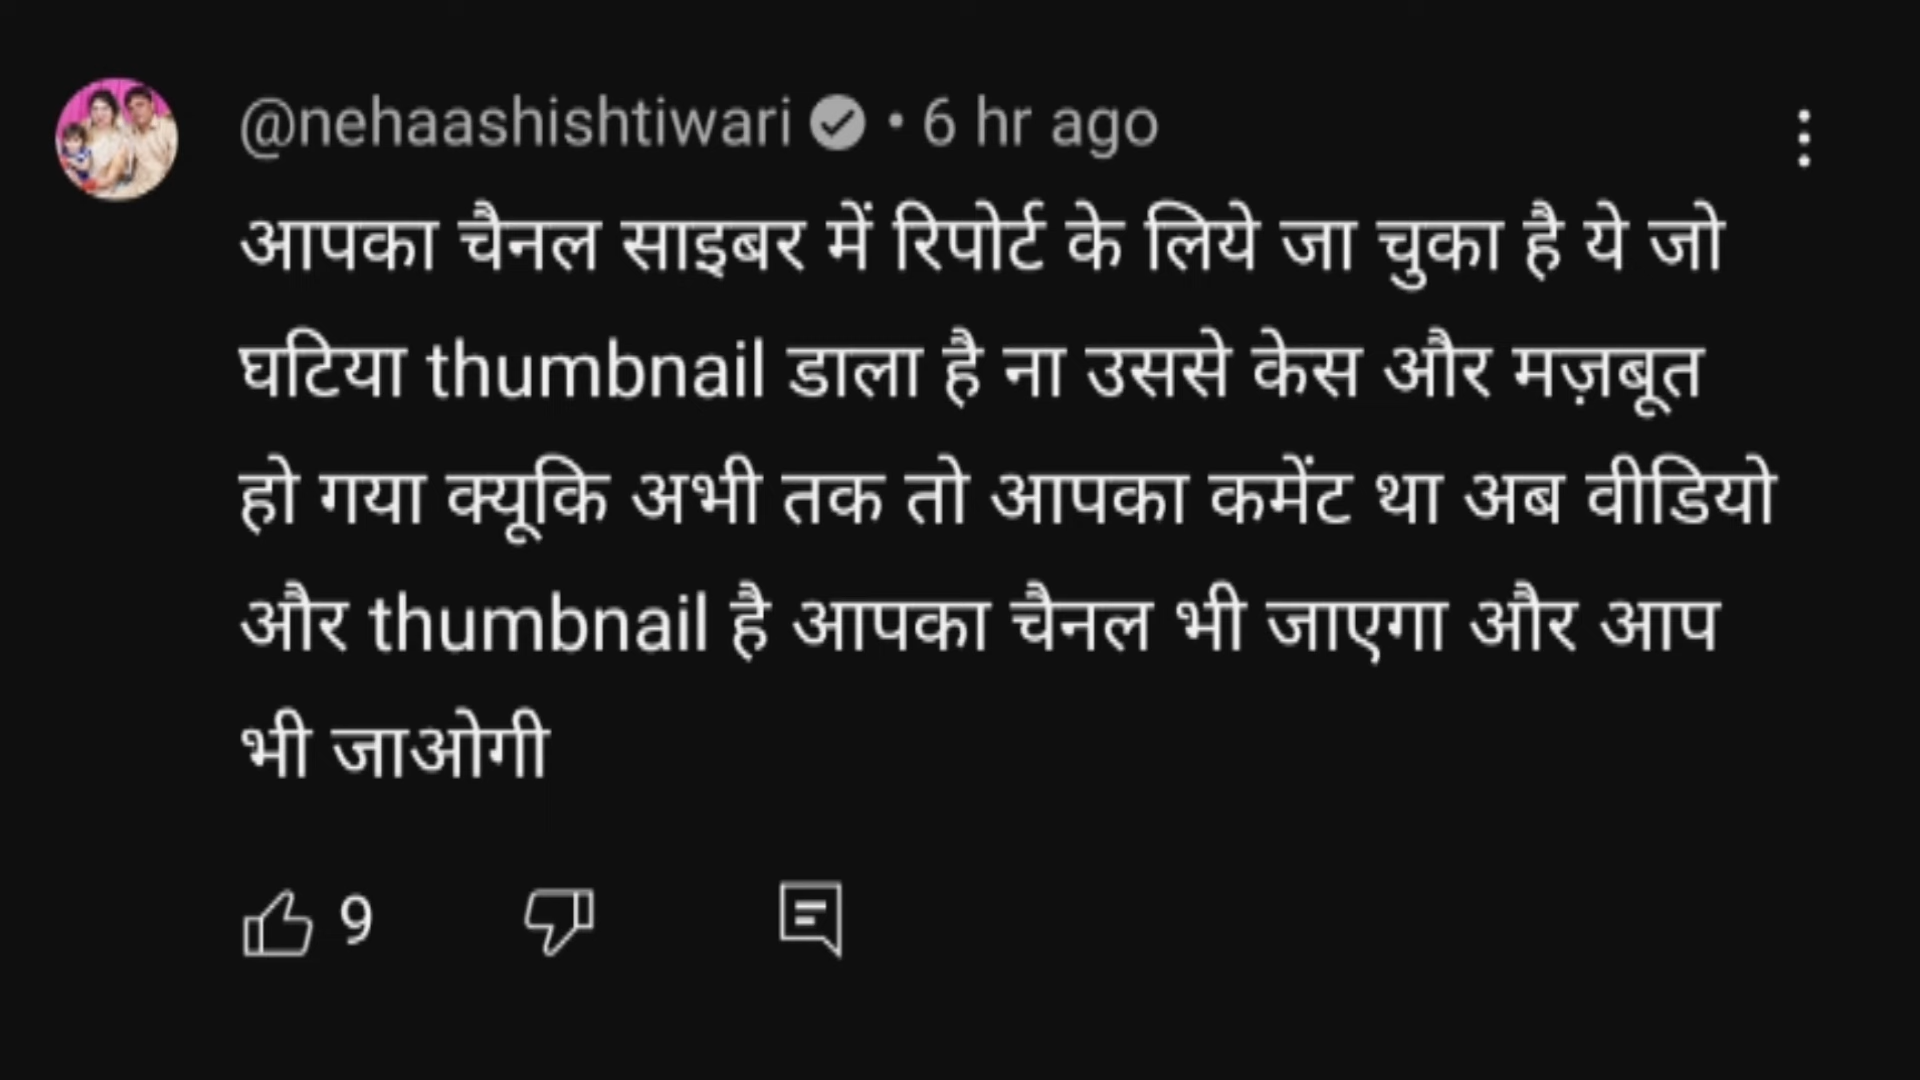 @nehaashishtiwari • 6 hr ago
आपका चैनल साइबर में रिपोर्ट के लिये जा चुका है ये जो
घटिया thumbnail डाला है ना उससे केस और मज़बूत
हो गया क्यूकि अभी तक तो आपका कमेंट था अब वीडियो
और thumbnail है आपका चैनल भी जाएगा और आप
भी जाओगी
9